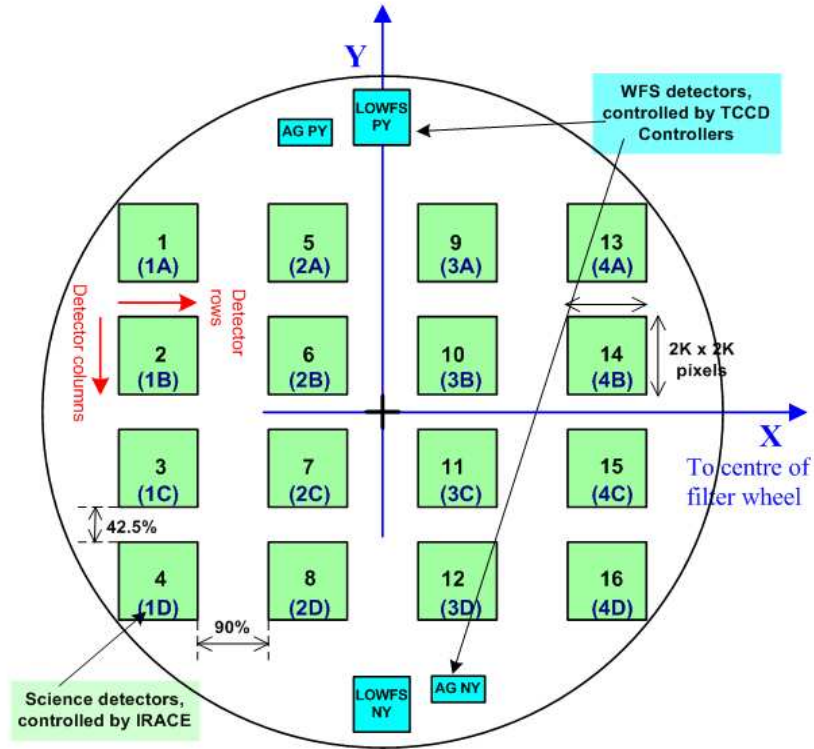 Y
WFS detectors,
controlled by TCCD
Controllers
LOWFS
PY
AG PY
1
(1A)
5
(2A)
9
(3A)
13
(4A)
Detector
rows
Detector columns
2
(1B)
6
(2B)
10
(3B)
14
(4B)
2K x 2K
pixels
X
To centre of
filter wheel
3
(1C)
7
(2C)
11
(3C)
15
(4C)
42.5%
4
(1D)
8
(2D)
12
(3D)
16
(4D)
90%
Science detectors,
controlled by IRACE
LOWFS
NY
AG NY